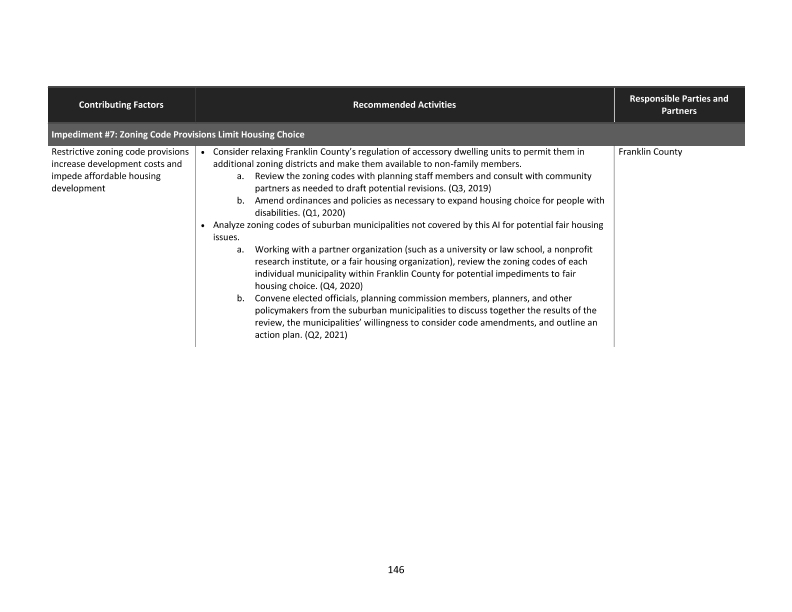 Contributing Factors
Recommended Activities
Responsible Parties and
Partners
Impediment #7: Zoning Code Provisions Limit Housing Choice
Restrictive zoning code provisions
increase development costs and
impede affordable housing
development
• Consider relaxing Franklin County’s regulation of accessory dwelling units to permit them in
additional zoning districts and make them available to non-family members.
a. Review the zoning codes with planning staff members and consult with community
partners as needed to draft potential revisions. (Q3, 2019)
b. Amend ordinances and policies as necessary to expand housing choice for people with
disabilities. (Q1, 2020)
• Analyze zoning codes of suburban municipalities not covered by this AI for potential fair housing
issues.
a. Working with a partner organization (such as a university or law school, a nonprofit
research institute, or a fair housing organization), review the zoning codes of each
individual municipality within Franklin County for potential impediments to fair
housing choice. (Q4, 2020)
b. Convene elected officials, planning commission members, planners, and other
policymakers from the suburban municipalities to discuss together the results of the
review, the municipalities’ willingness to consider code amendments, and outline an
action plan. (Q2, 2021)
Franklin County
146